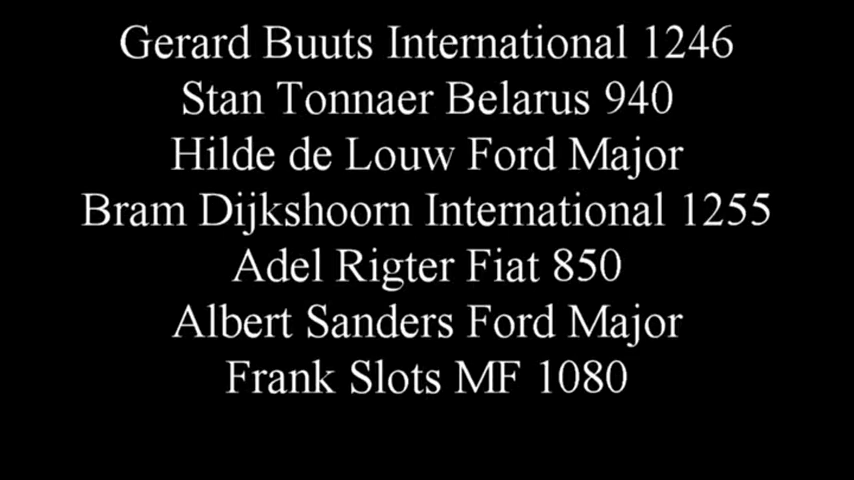 Gerard Buuts International 1246
Stan Tonnaer Belarus 940
Hilde de Louw Ford Major
Bram Dijkshoorn International 1255
Adel Rigter Fiat 850
Albert Sanders Ford Major
Frank Slots MF 1080